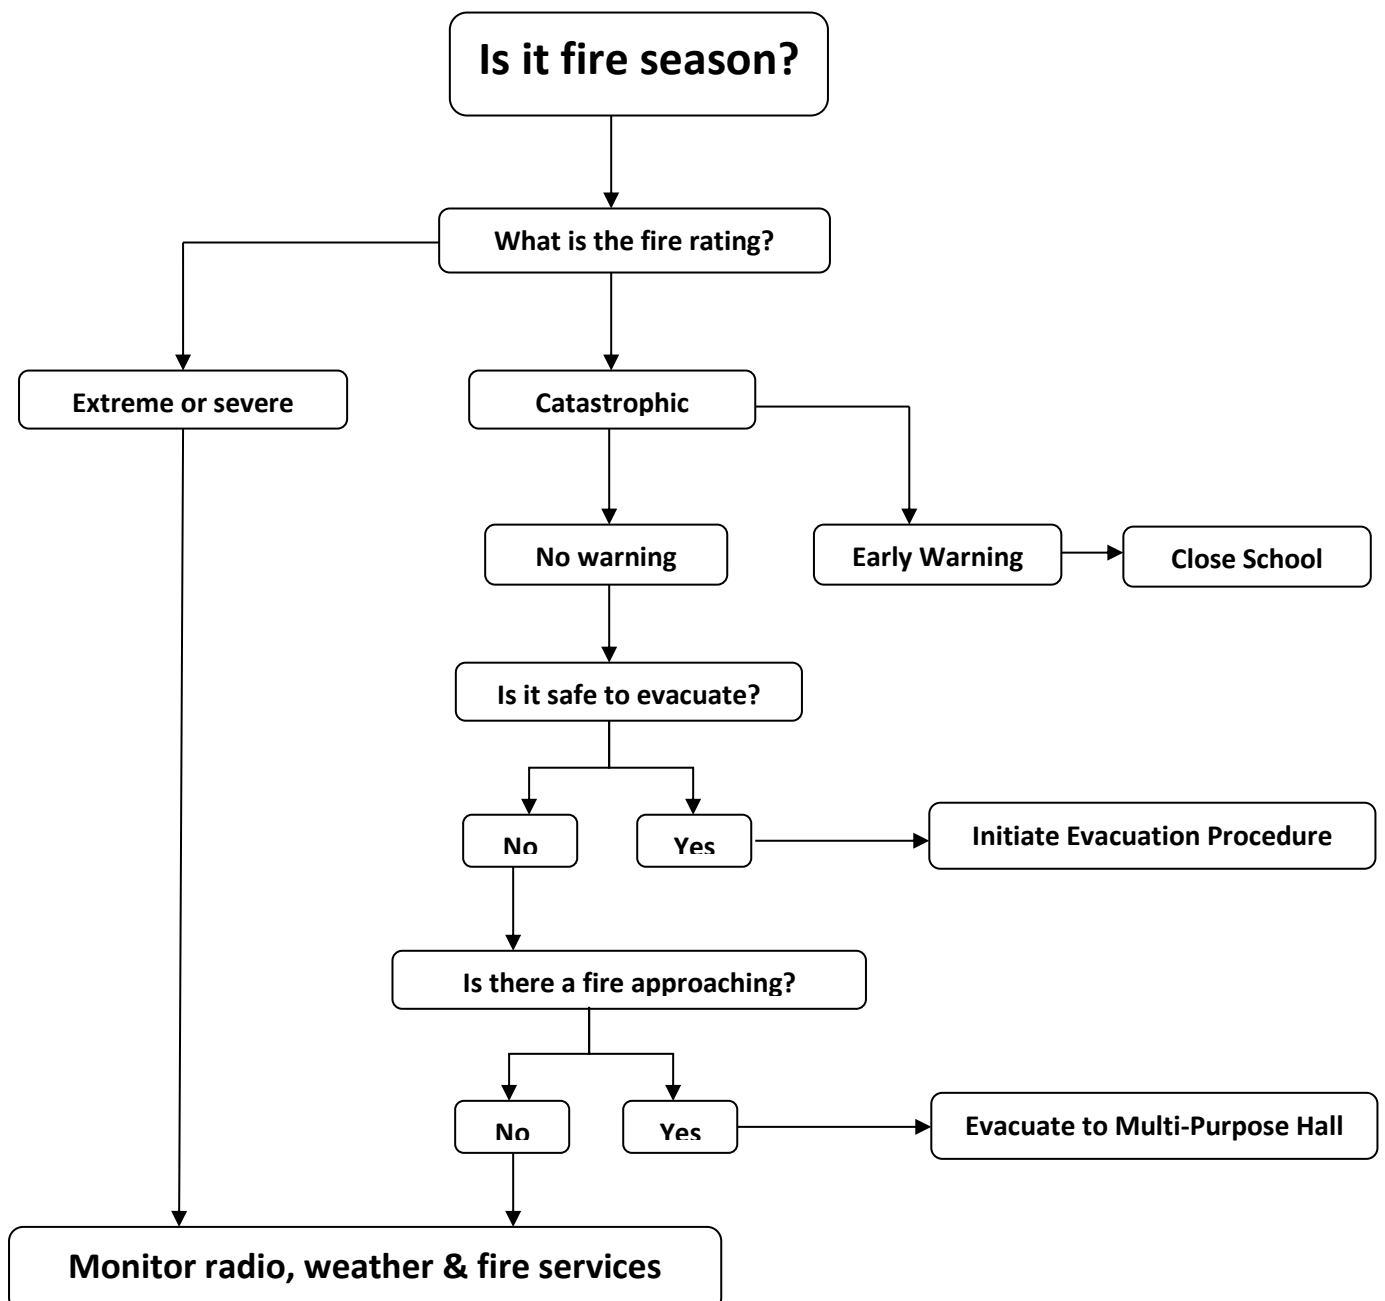 Is it fire season?
What is the fire rating?
Extreme or severe
Catastrophic
No warning
Early Warning
Close School
Is it safe to evacuate?
No
Yes
Initiate Evacuation Procedure
Is there a fire approaching?
No
Yes
Evacuate to Multi-Purpose Hall
Monitor radio, weather & fire services